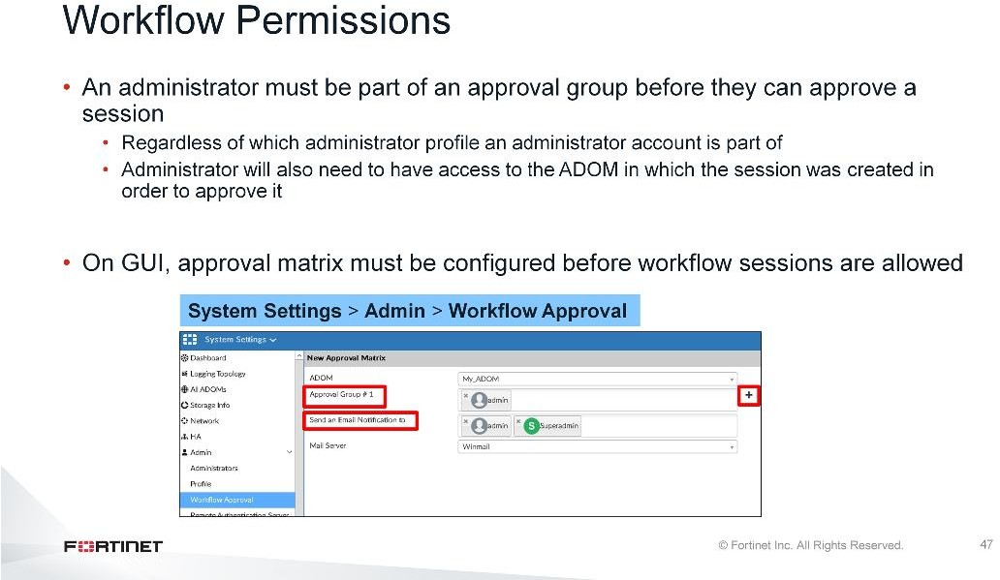 Workflow Permissions
• An administrator must be part of an approval group before they can approve a
session
• Regardless of which administrator profile an administrator account is part of
• Administrator will also need to have access to the ADOM in which the session was created in
order to approve it
• On GUI, approval matrix must be configured before workflow sessions are allowed
System Settings > Admin > Workflow Approval
System Settings
Dashboard
Logging Topology
All ADOMs
Storage Info
Network
HA
Admin
Administrators
Profile
Workflow Approval
Remote Authentication Server
New Approval Matrix
ADOM
My_ADOM
Approval Group # 1
× admin
+
Send an Email Notification to
× admin × S Superadmin
Mail Server
Winmail
FORTINET
© Fortinet Inc. All Rights Reserved.
47